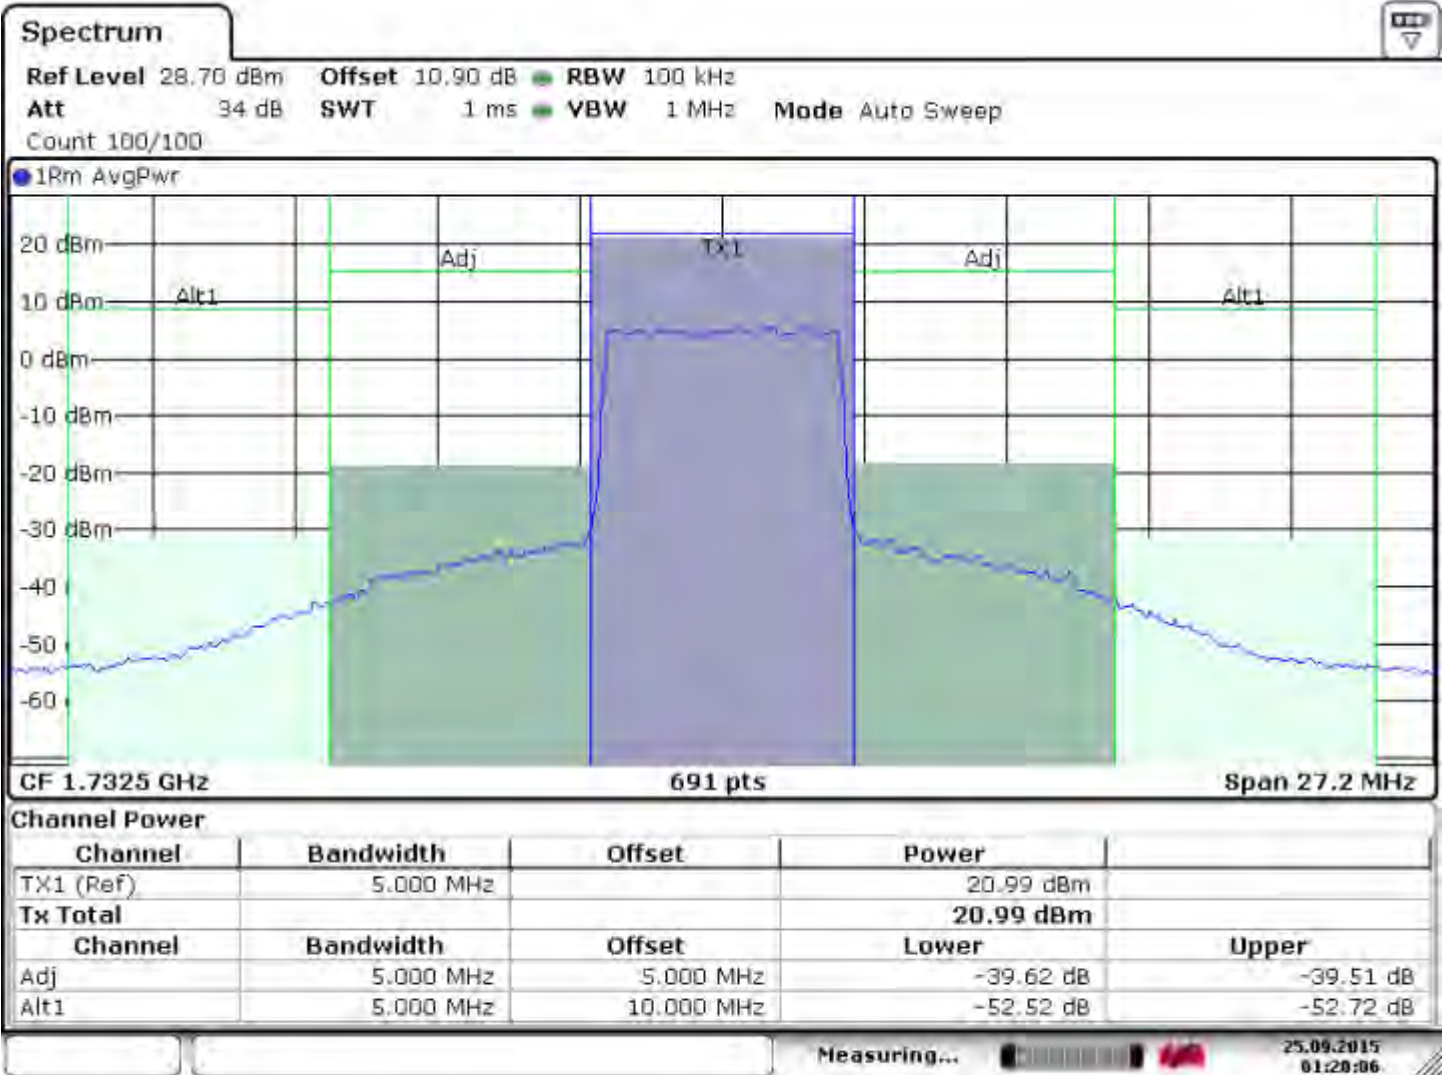 Spectrum
Ref Level 28.70 dBm Offset 10.90 dB RBW 100 kHz
Att 34 dB SWT 1 ms VBW 1 MHz Mode Auto Sweep
Count 100/100
1Rm AvgPwr
20 dBm
TX1
Adj Adj
10 dBm
Alt1 Alt1
0 dBm
-10 dBm
-20 dBm
-30 dBm
-40
-50
-60
CF 1.7325 GHz 691 pts Span 27.2 MHz
Channel Power
Channel Bandwidth Offset Power
TX1 (Ref) 5.000 MHz 20.99 dBm
Tx Total 20.99 dBm
Channel Bandwidth Offset Lower Upper
Adj 5.000 MHz 5.000 MHz -39.62 dB -39.51 dB
Alt1 5.000 MHz 10.000 MHz -52.52 dB -52.72 dB
Measuring... 25.09.2015
01:20:06